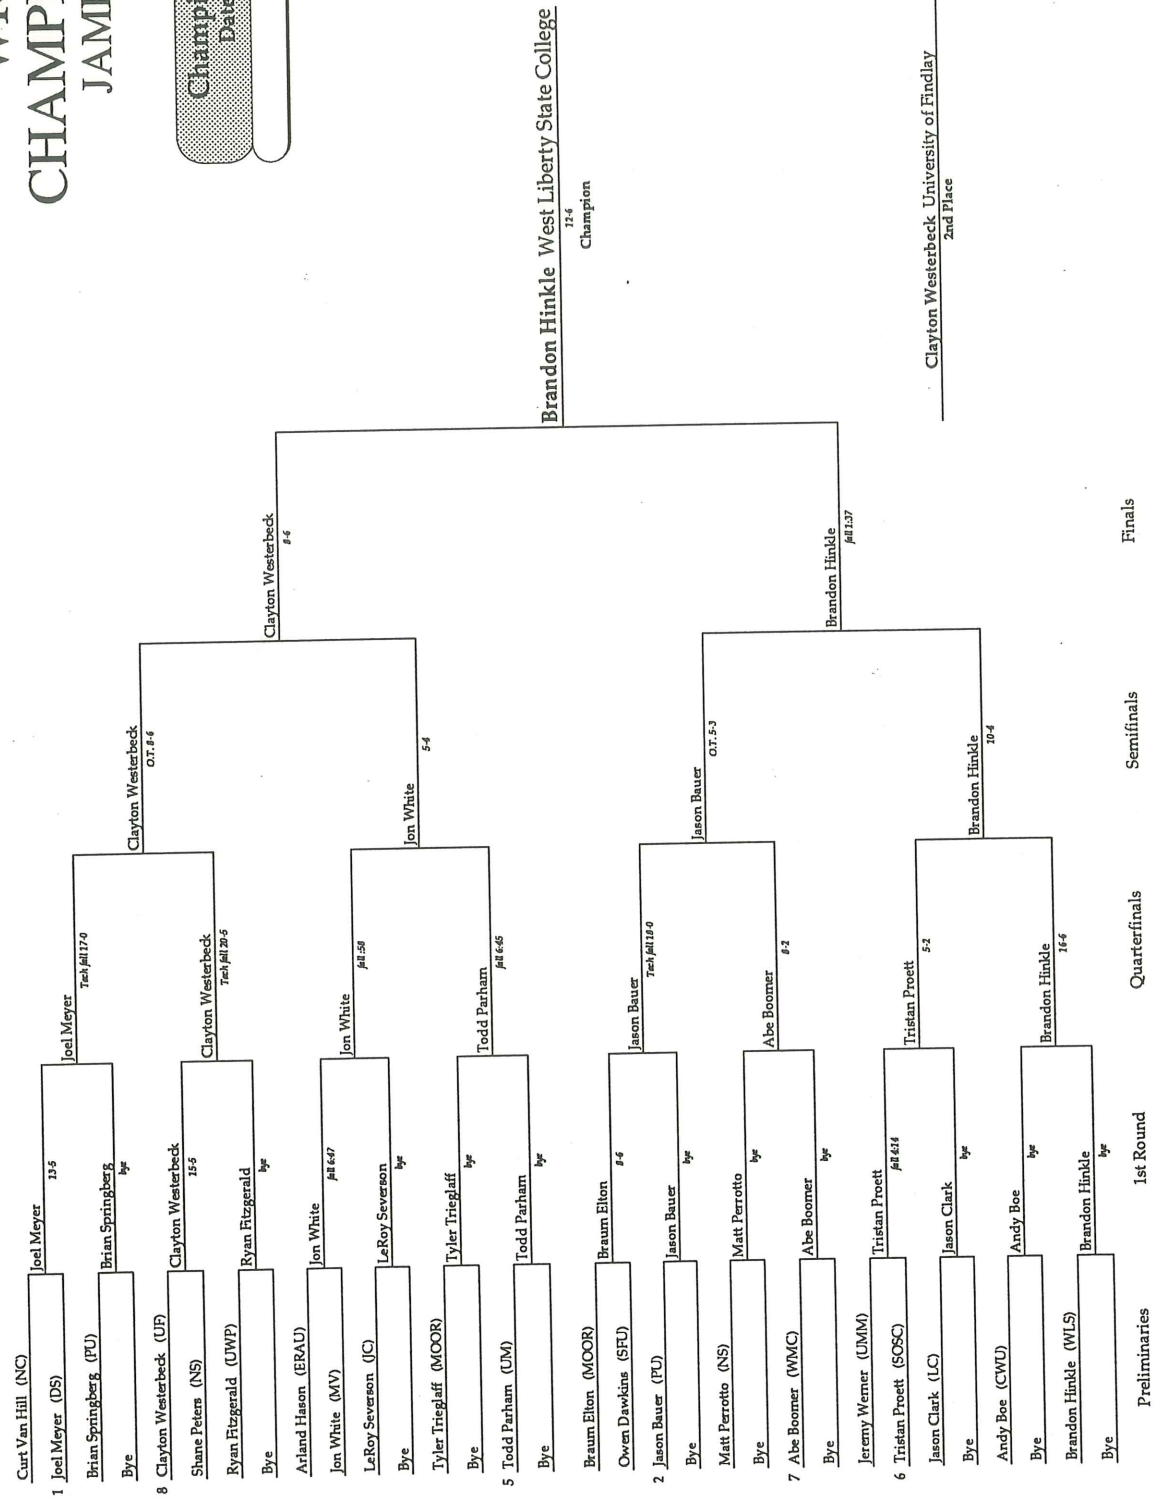 CHAMP
JAM
Champi
Date
Curt Van Hill (NC)
1 Joel Meyer (DS)
Brian Springberg (PU)
Bye
8 Clayton Westerbeck (UF)
Shane Peters (NS)
Ryan Fitzgerald (UWP)
Bye
Arland Hason (ERAU)
Jon White (MV)
LeRoy Severson (JC)
Bye
Tyler Trieglaff (MOOR)
Bye
5 Todd Parham (UM)
Bye
Braum Elton (MOOR)
Owen Dawkins (SFU)
2 Jason Bauer (PU)
Bye
Matt Perrotto (NS)
Bye
7 Abe Boomer (WMC)
Bye
Jeremy Werner (UMM)
6 Tristan Proett (SOSC)
Jason Clark (LC)
Bye
Andy Boe (CWU)
Bye
Brandon Hinkle (WLS)
Bye
Preliminaries
Joel Meyer
13-5
Brian Springberg
bye
Clayton Westerbeck
15-5
Ryan Fitzgerald
bye
Jon White
fall 6:47
LeRoy Severson
bye
Tyler Trieglaff
bye
Todd Parham
bye
Braum Elton
8-6
Jason Bauer
bye
Matt Perrotto
bye
Abe Boomer
bye
Tristan Proett
fall 4:14
Jason Clark
bye
Andy Boe
bye
Brandon Hinkle
bye
1st Round
Joel Meyer
Tech fall 17-0
Clayton Westerbeck
Tech fall 20-5
Jon White
fall :58
Todd Parham
fall 6:45
Jason Bauer
Tech fall 18-0
Abe Boomer
8-2
Tristan Proett
5-2
Brandon Hinkle
16-6
Quarterfinals
Clayton Westerbeck
O.T. 8-6
Jon White
5-4
Jason Bauer
O.T. 5-3
Brandon Hinkle
10-4
Semifinals
Clayton Westerbeck
8-6
Brandon Hinkle
fall 1:37
Finals
Brandon Hinkle West Liberty State College
12-6
Champion
Clayton Westerbeck University of Findlay
2nd Place